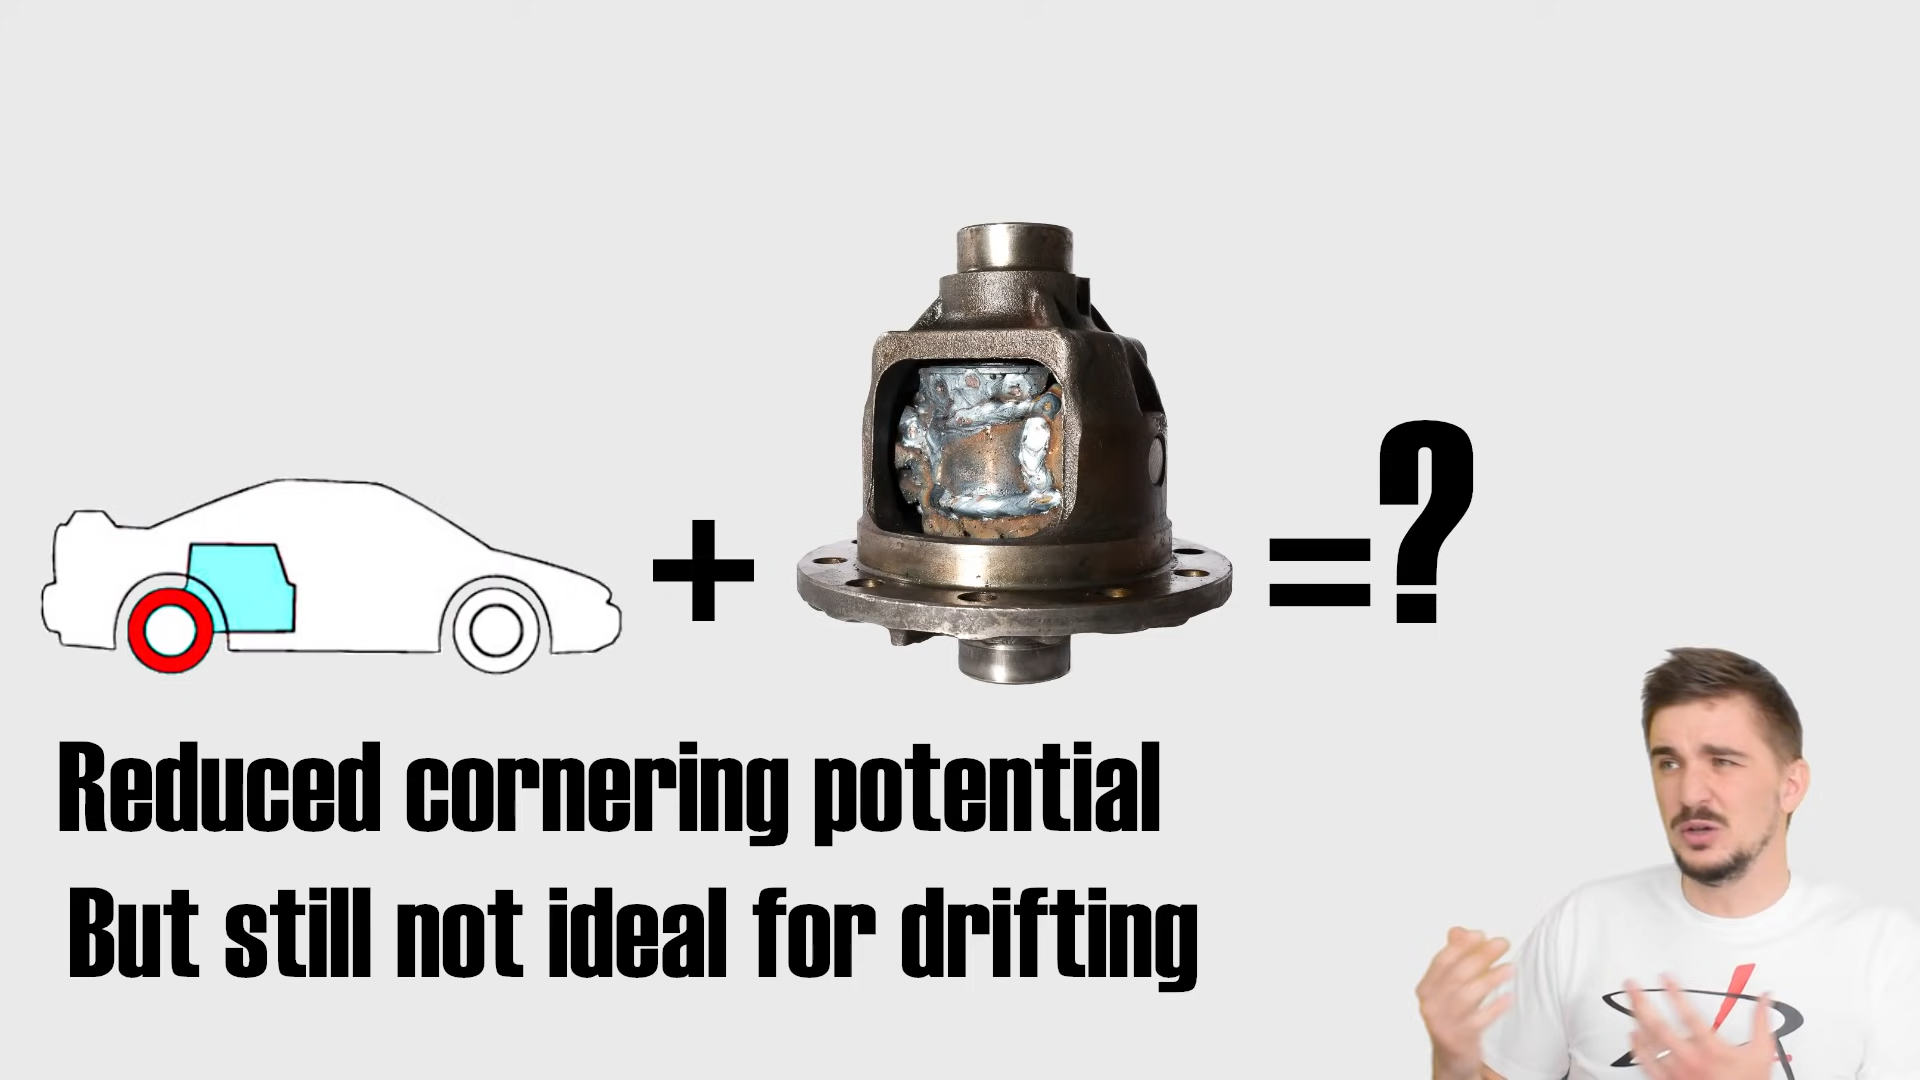 +
=?
Reduced cornering potential
But still not ideal for drifting